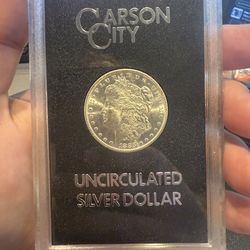 CARSON
CITY
UNCIRCULATED
SILVER DOLLAR